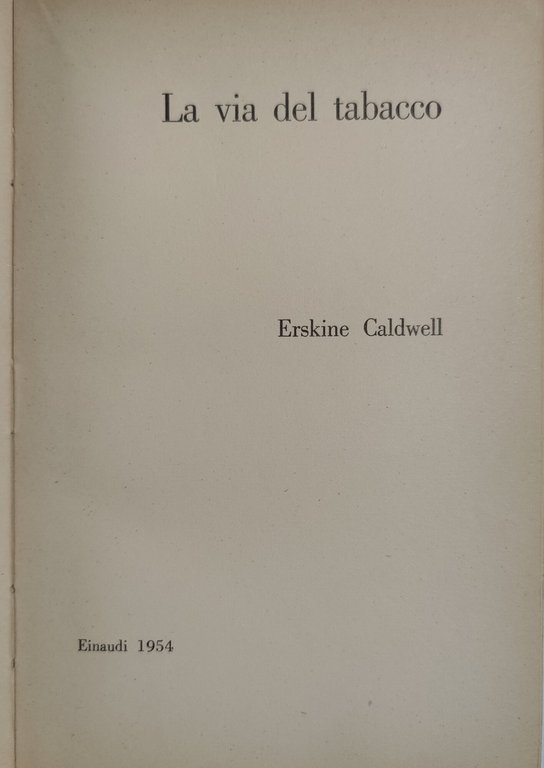 La via del tabacco
Erskine Caldwell
Einaudi 1954